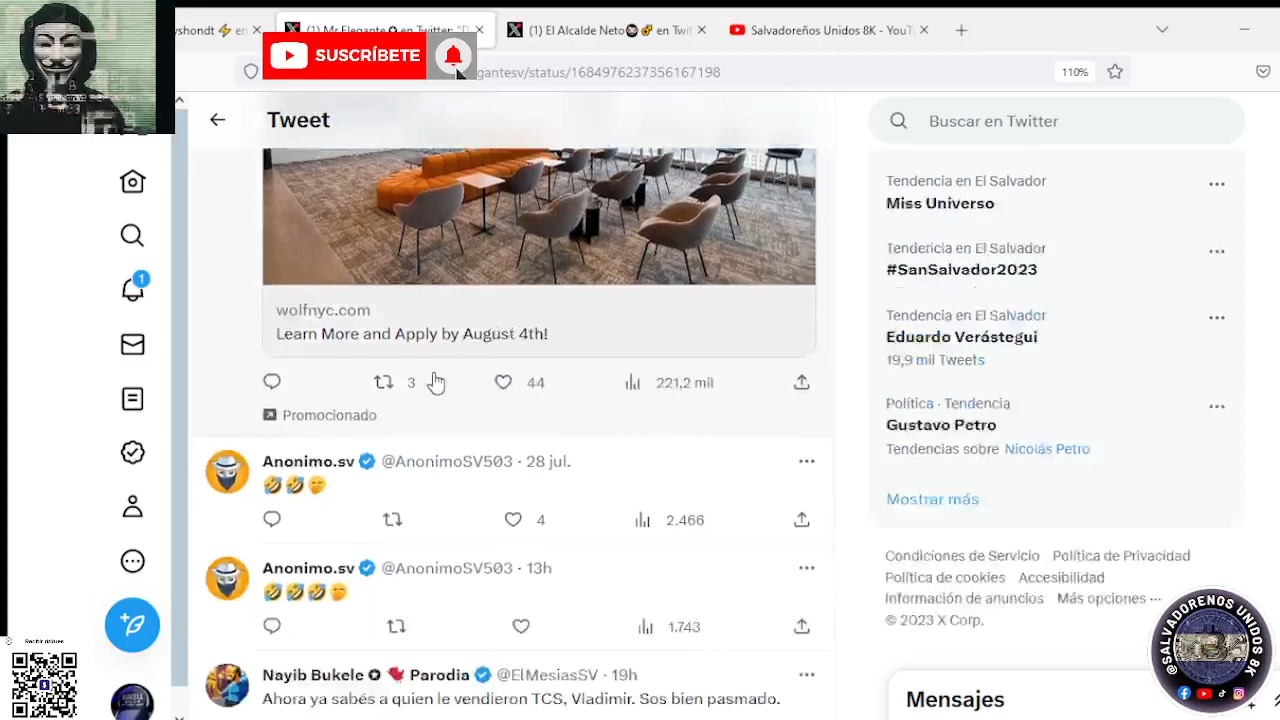 yshondt ⚡ en
(1) Mr Elegante ✪ en Twitter: "D
(1) El Alcalde Neto en Twit
Salvadoreños Unidos 8K - YouT
SUSCRÍBETE
gantesv/status/1684976237356167198
110%
Tweet
Buscar en Twitter
Tendencia en El Salvador
Miss Universo
Tendencia en El Salvador
#SanSalvador2023
Tendencia en El Salvador
Eduardo Verástegui
19,9 mil Tweets
Política · Tendencia
Gustavo Petro
Tendencias sobre Nicolás Petro
Mostrar más
Condiciones de Servicio Política de Privacidad
Política de cookies Accesibilidad
Información de anuncios Más opciones ···
© 2023 X Corp.
Mensajes
1
wolfnyc.com
Learn More and Apply by August 4th!
3 44 221,2 mil
Promocionado
Anonimo.sv @AnonimoSV503 · 28 jul.
🤣🤣🤭
4 2.466
Anonimo.sv @AnonimoSV503 · 13h
🤣🤣🤣🤭
1.743
Nayib Bukele ✪ Parodia @ElMesiasSV · 19h
Ahora ya sabés a quien le vendieron TCS, Vladimir. Sos bien pasmado.
Recibir dólares
@SALVADORENOS UNIDOS 8K